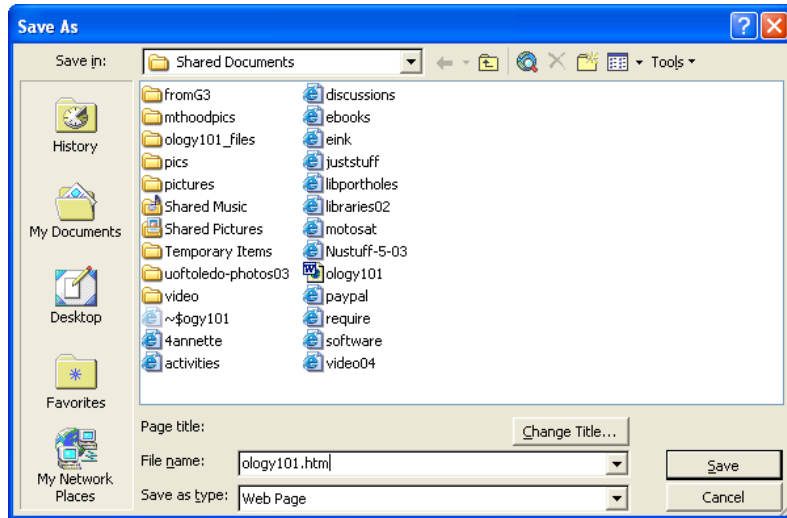 Save As
Save in:
Shared Documents
Tools
History
My Documents
Desktop
Favorites
My Network
Places
fromG3
mthoodpics
ology101_files
pics
pictures
Shared Music
Shared Pictures
Temporary Items
uoftoledo-photos03
video
~$ogy101
4annette
activities
discussions
ebooks
eink
juststuff
libportholes
libraries02
motosat
Nustuff-5-03
ology101
paypal
require
software
video04
Page title:
Change Title...
File name:
ology101.htm
Save
Save as type:
Web Page
Cancel